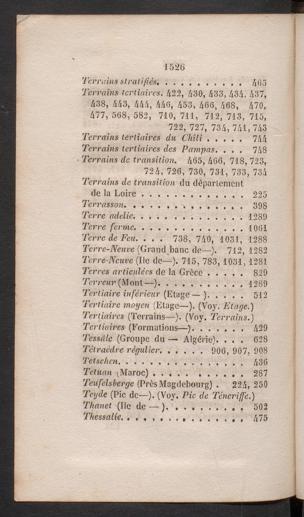 1526
Terrains stratifiés. . . . . . . . . . . 465
Terrains tertiaires. 422, 430, 433, 434, 437,
438, 443, 444, 446, 453, 466, 468, 470,
477, 568, 582, 710, 711, 712, 713, 715,
722, 727, 734, 741, 743
Terrains tertiaires du Chili . . . . . 744
Terrains tertiaires des Pampas. . . . 748
Terrains de transition. 465, 466, 718, 723,
724, 726, 730, 731, 733, 734
Terrains de transition du département
de la Loire . . . . . . . . . . . . . 225
Terrasson. . . . . . . . . . . . . . . 398
Terre adelie. . . . . . . . . . . . . 1289
Terre ferme. . . . . . . . . . . . . 1061
Terre de Feu. . . . 738, 740, 1031, 1288
Terre-Neuve (Grand banc de—). 712, 1282
Terre-Neuve (Ile de—). 715, 783, 1031, 1281
Terres articulées de la Grèce . . . . . 829
Terreur (Mont—). . . . . . . . . . . 1289
Tertiaire inférieur (Etage — ). . . . . 512
Tertiaire moyen (Etage—). (Voy. Etage.)
Tertiaires (Terrains—). (Voy. Terrains.)
Tertiaires (Formations—). . . . . . . 429
Tessâle (Groupe du — Algérie). . . . 628
Tétraèdre régulier. . . . . . 906, 907, 908
Tetschen. . . . . . . . . . . . . . . 436
Tétuan (Maroc) . . . . . . . . . . . 287
Teufelsberge (Près Magdebourg) . 224, 250
Teyde (Pic de—). (Voy. Pic de Ténériffe.)
Thanet (Ile de — ). . . . . . . . . . 502
Thessalie. . . . . . . . . . . . . . . 475